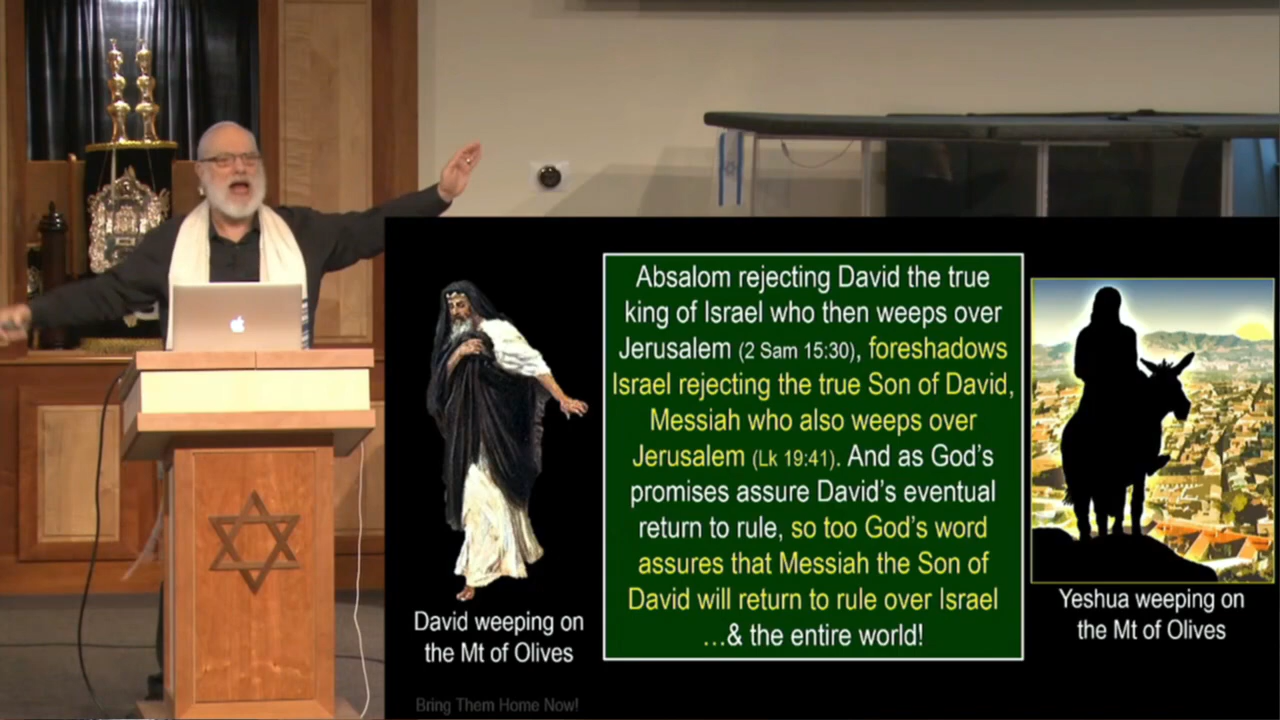 Absalom rejecting David the true
king of Israel who then weeps over
Jerusalem (2 Sam 15:30), foreshadows
Israel rejecting the true Son of David,
Messiah who also weeps over
Jerusalem (Lk 19:41). And as God's
promises assure David's eventual
return to rule, so too God's word
assures that Messiah the Son of
David will return to rule over Israel
...& the entire world!
David weeping on
the Mt of Olives
Yeshua weeping on
the Mt of Olives
Bring Them Home Now!